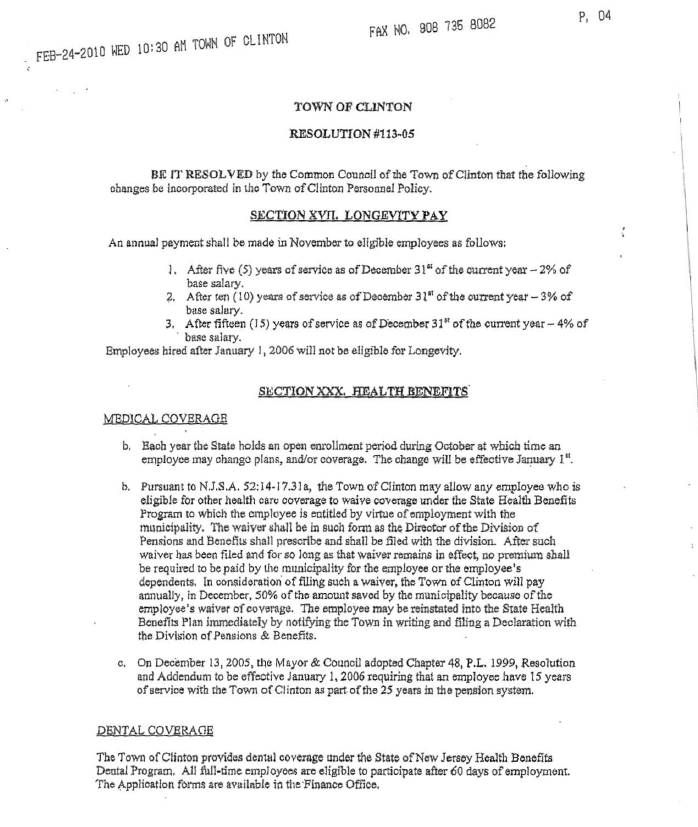 FEB-24-2010 WED 10:30 AM TOWN OF CLINTON
FAX NO. 908 735 8082
P. 04
TOWN OF CLINTON
RESOLUTION #113-05
BE IT RESOLVED by the Common Council of the Town of Clinton that the following
changes be incorporated in the Town of Clinton Personnel Policy.
SECTION XVII. LONGEVITY PAY
An annual payment shall be made in November to eligible employees as follows:
1. After five (5) years of service as of December 31st of the current year – 2% of
base salary.
2. After ten (10) years of service as of December 31st of the current year – 3% of
base salary.
3. After fifteen (15) years of service as of December 31st of the current year – 4% of
base salary.
Employees hired after January 1, 2006 will not be eligible for Longevity.
SECTION XXX. HEALTH BENEFITS
MEDICAL COVERAGE
b. Each year the State holds an open enrollment period during October at which time an
employee may change plans, and/or coverage. The change will be effective January 1st.
b. Pursuant to N.J.S.A. 52:14-17.31a, the Town of Clinton may allow any employee who is
eligible for other health care coverage to waive coverage under the State Health Benefits
Program to which the employee is entitled by virtue of employment with the
municipality. The waiver shall be in such form as the Director of the Division of
Pensions and Benefits shall prescribe and shall be filed with the division. After such
waiver has been filed and for so long as that waiver remains in effect, no premium shall
be required to be paid by the municipality for the employee or the employee's
dependents. In consideration of filing such a waiver, the Town of Clinton will pay
annually, in December, 50% of the amount saved by the municipality because of the
employee's waiver of coverage. The employee may be reinstated into the State Health
Benefits Plan immediately by notifying the Town in writing and filing a Declaration with
the Division of Pensions & Benefits.
c. On December 13, 2005, the Mayor & Council adopted Chapter 48, P.L. 1999, Resolution
and Addendum to be effective January 1, 2006 requiring that an employee have 15 years
of service with the Town of Clinton as part of the 25 years in the pension system.
DENTAL COVERAGE
The Town of Clinton provides dental coverage under the State of New Jersey Health Benefits
Dental Program. All full-time employees are eligible to participate after 60 days of employment.
The Application forms are available in the Finance Office.